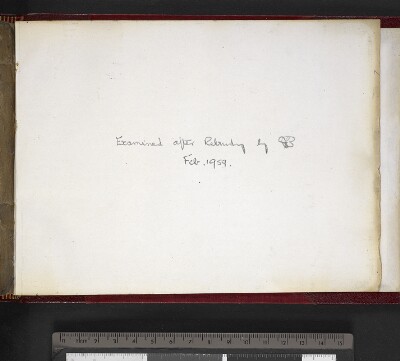 Examined after Rebinding by
Feb. 1959.